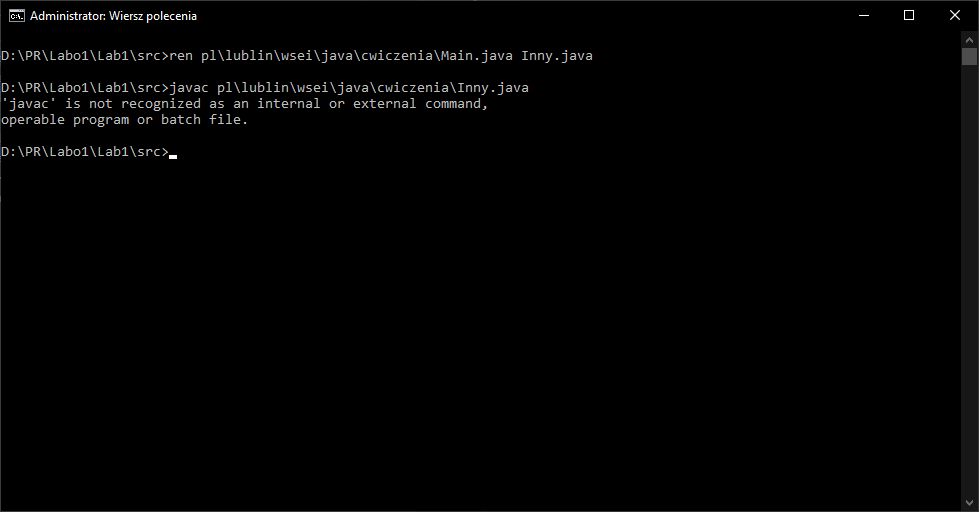 Administrator: Wiersz polecenia
D:\PR\Labo1\Lab1\src>ren pl\lublin\wsei\java\cwiczenia\Main.java Inny.java
D:\PR\Labo1\Lab1\src>javac pl\lublin\wsei\java\cwiczenia\Inny.java
'javac' is not recognized as an internal or external command,
operable program or batch file.
D:\PR\Labo1\Lab1\src>